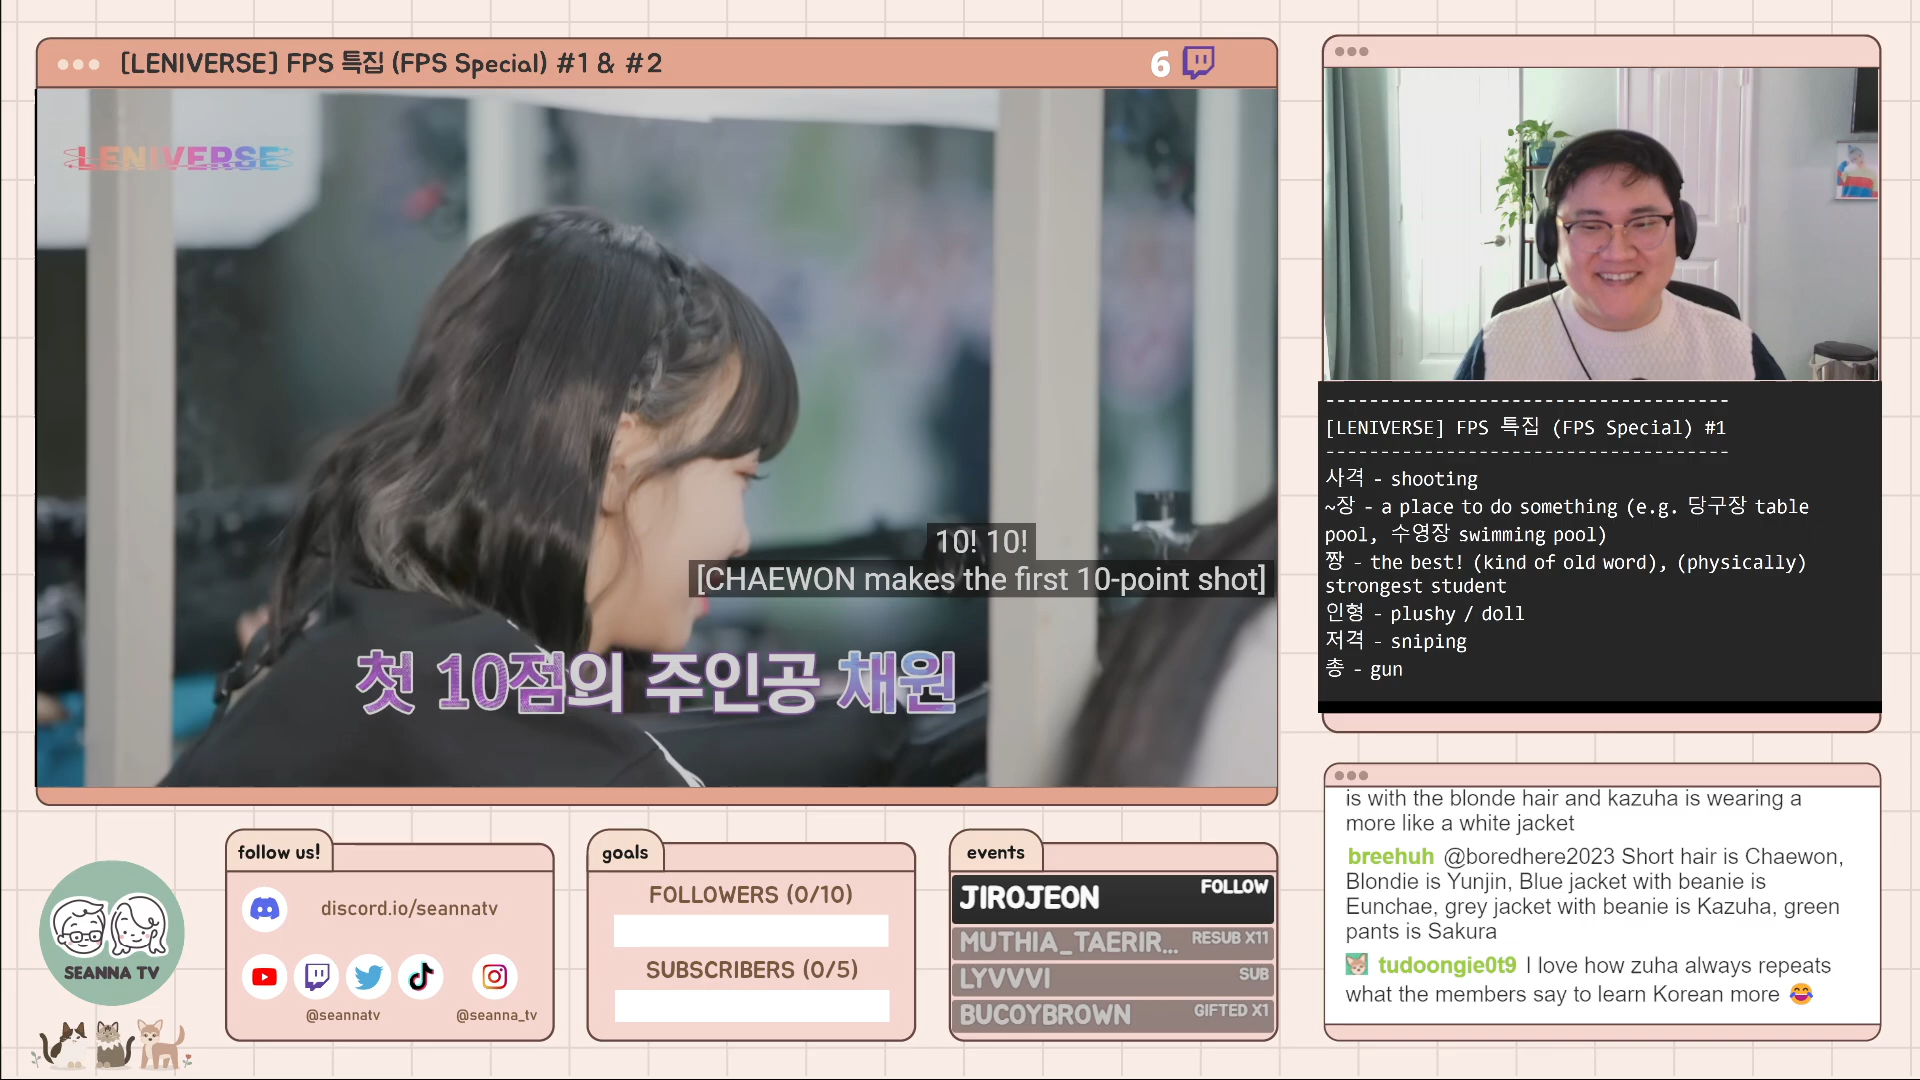 [LENIVERSE] FPS 특집 (FPS Special) #1 & #2
6
LENIVERSE
10! 10!
[CHAEWON makes the first 10-point shot]
첫 10점의 주인공 채원
-------------------------------------
[LENIVERSE] FPS 특집 (FPS Special) #1
-------------------------------------
사격 - shooting
~장 - a place to do something (e.g. 당구장 table
pool, 수영장 swimming pool)
짱 - the best! (kind of old word), (physically)
strongest student
인형 - plushy / doll
저격 - sniping
총 - gun
is with the blonde hair and kazuha is wearing a
more like a white jacket
breehuh @boredhere2023 Short hair is Chaewon,
Blondie is Yunjin, Blue jacket with beanie is
Eunchae, grey jacket with beanie is Kazuha, green
pants is Sakura
tudoongie0t9 I love how zuha always repeats
what the members say to learn Korean more 😂
SEANNA TV
follow us!
discord.io/seannatv
@seannatv
@seanna_tv
goals
FOLLOWERS (0/10)
SUBSCRIBERS (0/5)
events
JIROJEON FOLLOW
MUTHIA_TAERIR... RESUB X11
LYVVVI SUB
BUCOYBROWN GIFTED X1